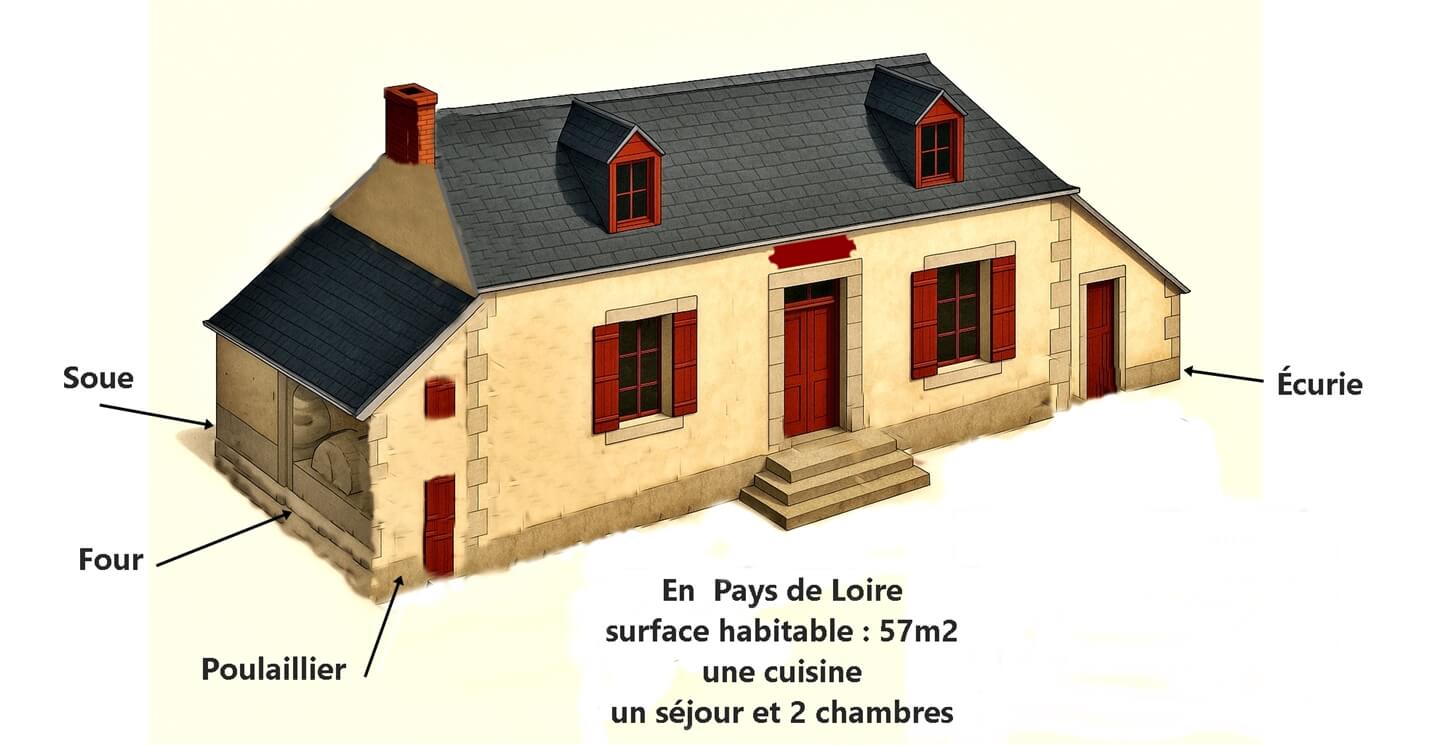 Soue
Écurie
Four
Poulaillier
En Pays de Loire
surface habitable : 57m2
une cuisine
un séjour et 2 chambres